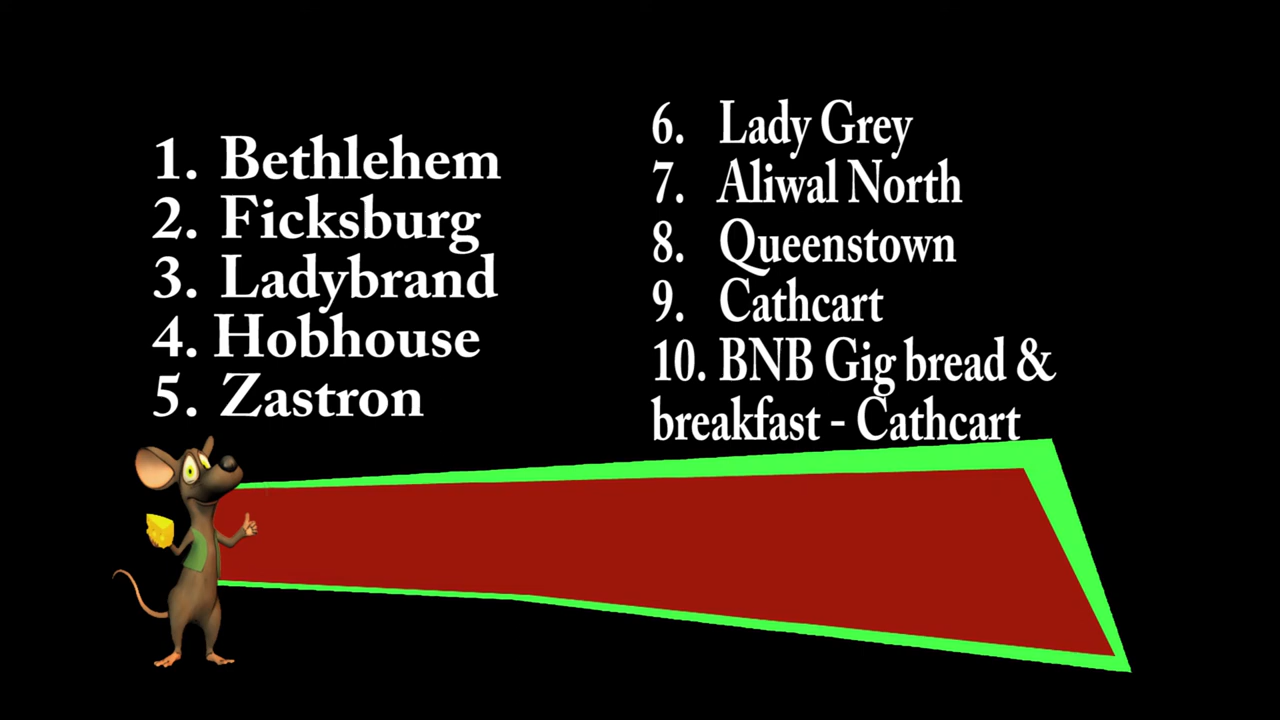 1. Bethlehem
2. Ficksburg
3. Ladybrand
4. Hobhouse
5. Zastron
6. Lady Grey
7. Aliwal North
8. Queenstown
9. Cathcart
10. BNB Gig bread &
breakfast - Cathcart